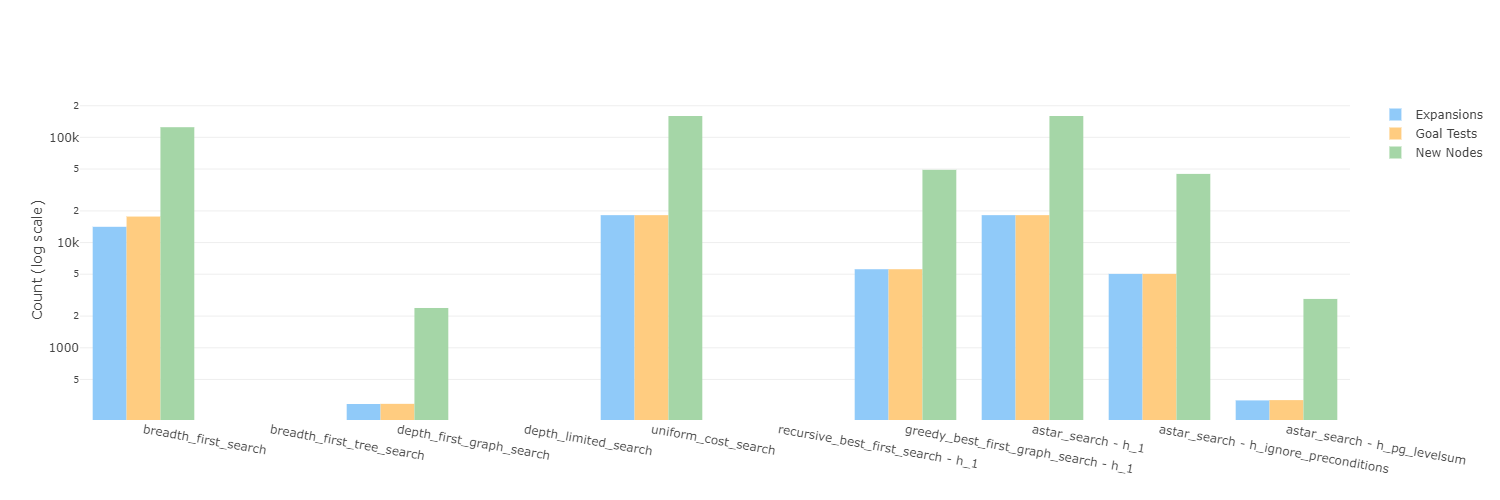 2
100k
5
2
10k
5
2
1000
5
Count (log scale)
breadth_first_search
breadth_first_tree_search
depth_first_graph_search
depth_limited_search
uniform_cost_search
recursive_best_first_search - h_1
greedy_best_first_graph_search - h_1
astar_search - h_1
astar_search - h_ignore_preconditions
astar_search - h_pg_levelsum
Expansions
Goal Tests
New Nodes